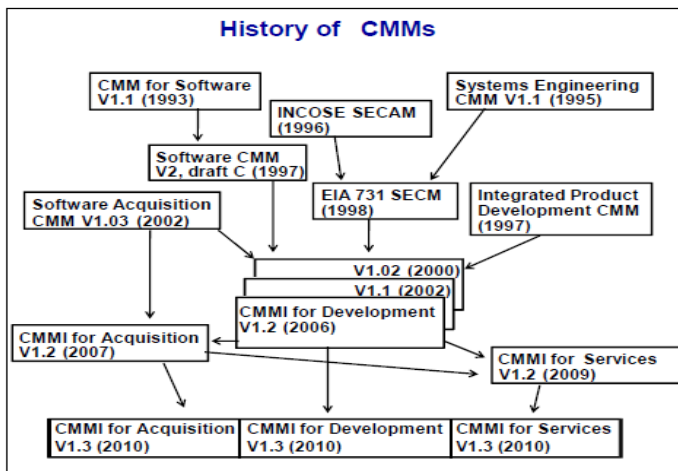 History of CMMs
CMM for Software
V1.1 (1993)
Systems Engineering
CMM V1.1 (1995)
INCOSE SECAM
(1996)
Software CMM
V2, draft C (1997)
EIA 731 SECM
(1998)
Software Acquisition
CMM V1.03 (2002)
Integrated Product
Development CMM
(1997)
V1.02 (2000)
V1.1 (2002)
CMMI for Development
V1.2 (2006)
CMMI for Acquisition
V1.2 (2007)
CMMI for Services
V1.2 (2009)
CMMI for Acquisition
V1.3 (2010)
CMMI for Development
V1.3 (2010)
CMMI for Services
V1.3 (2010)